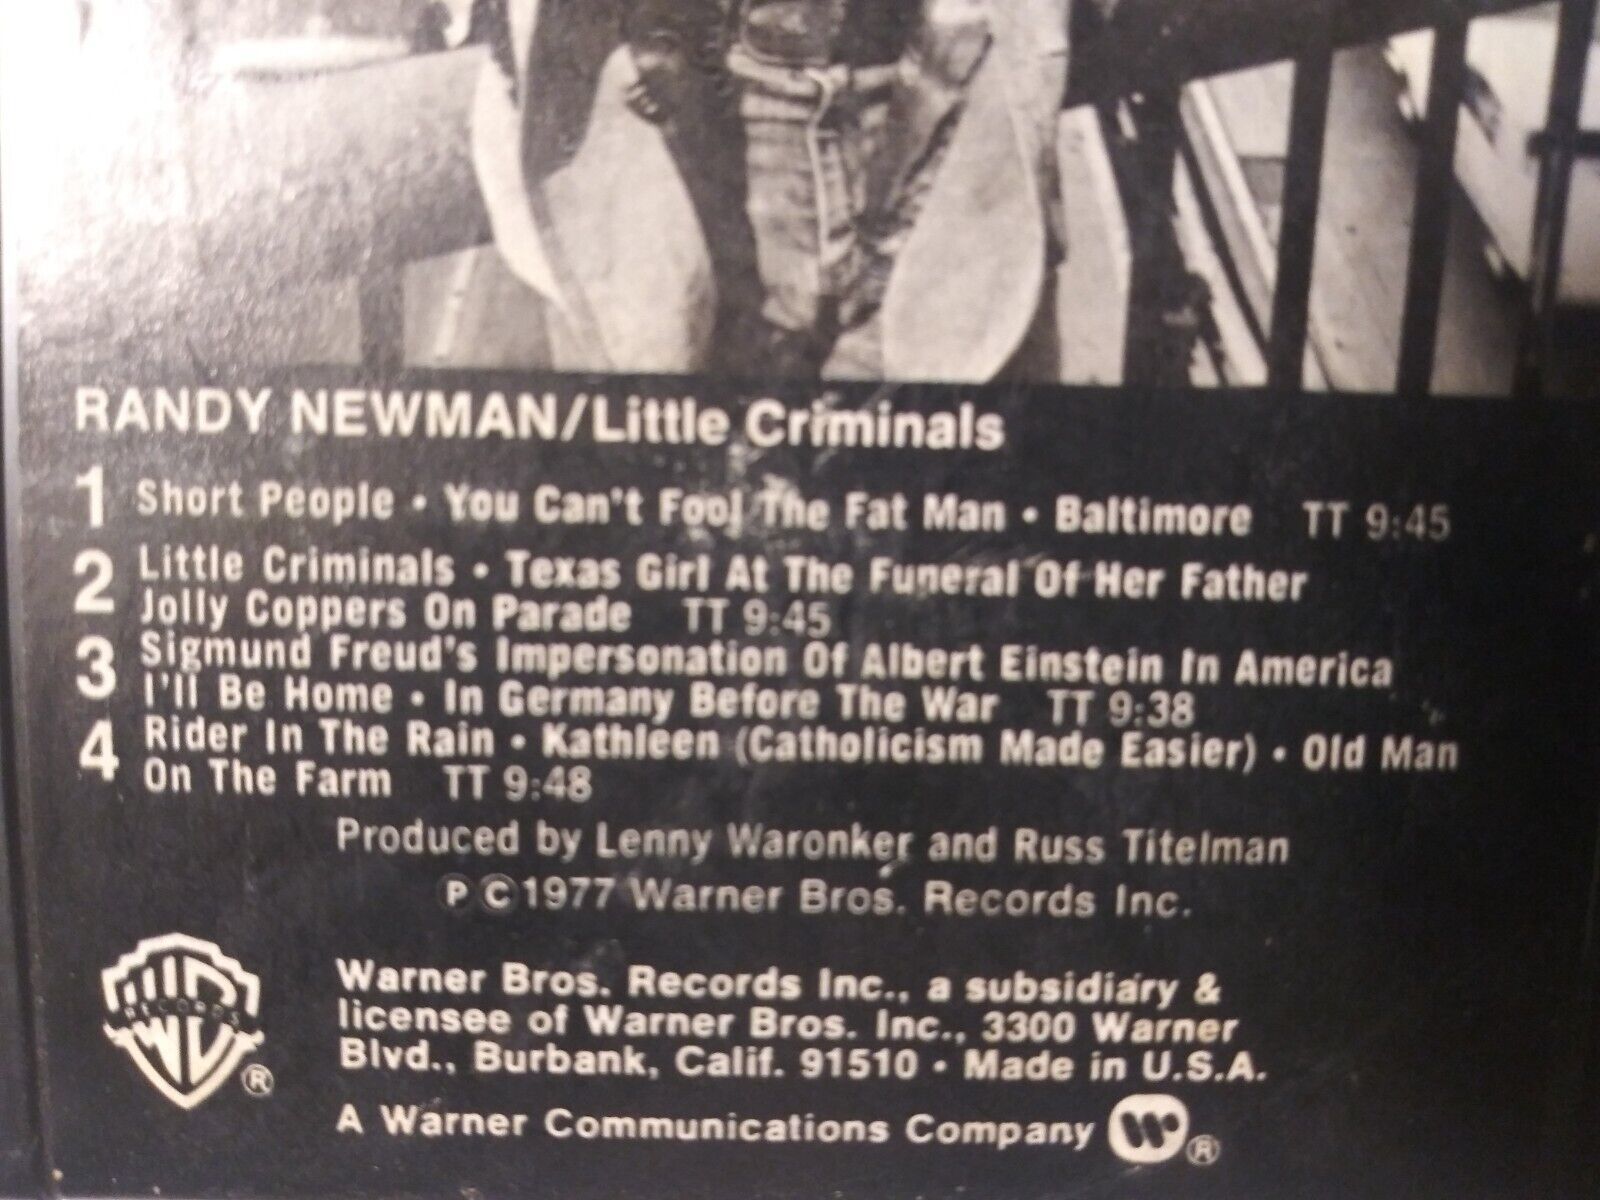 RANDY NEWMAN/Little Criminals
1 Short People • You Can't Fool The Fat Man • Baltimore TT 9:45
2 Little Criminals • Texas Girl At The Funeral Of Her Father
Jolly Coppers On Parade TT 9:45
3 Sigmund Freud's Impersonation Of Albert Einstein In America
I'll Be Home • In Germany Before The War TT 9:38
4 Rider In The Rain • Kathleen (Catholicism Made Easier) • Old Man
On The Farm TT 9:48
Produced by Lenny Waronker and Russ Titelman
Ⓟ © 1977 Warner Bros. Records Inc.
WB RECORDS ®
Warner Bros. Records Inc., a subsidiary &
licensee of Warner Bros. Inc., 3300 Warner
Blvd., Burbank, Calif. 91510 • Made in U.S.A.
A Warner Communications Company ®